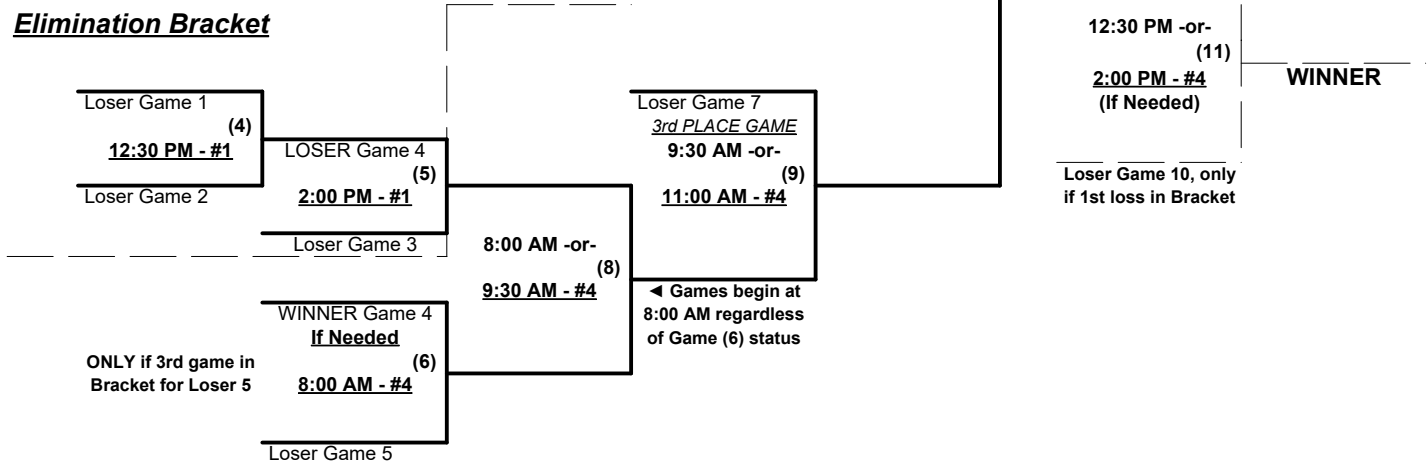 Elimination Bracket
Loser Game 1
(4)
12:30 PM - #1
Loser Game 2
LOSER Game 4
(5)
2:00 PM - #1
Loser Game 3
WINNER Game 4
If Needed
(6)
8:00 AM - #4
Loser Game 5
ONLY if 3rd game in
Bracket for Loser 5
8:00 AM -or-
(8)
9:30 AM - #4
Loser Game 7
3rd PLACE GAME
9:30 AM -or-
(9)
11:00 AM - #4
◄ Games begin at
8:00 AM regardless
of Game (6) status
12:30 PM -or-
(11)
2:00 PM - #4
(If Needed)
WINNER
Loser Game 10, only
if 1st loss in Bracket